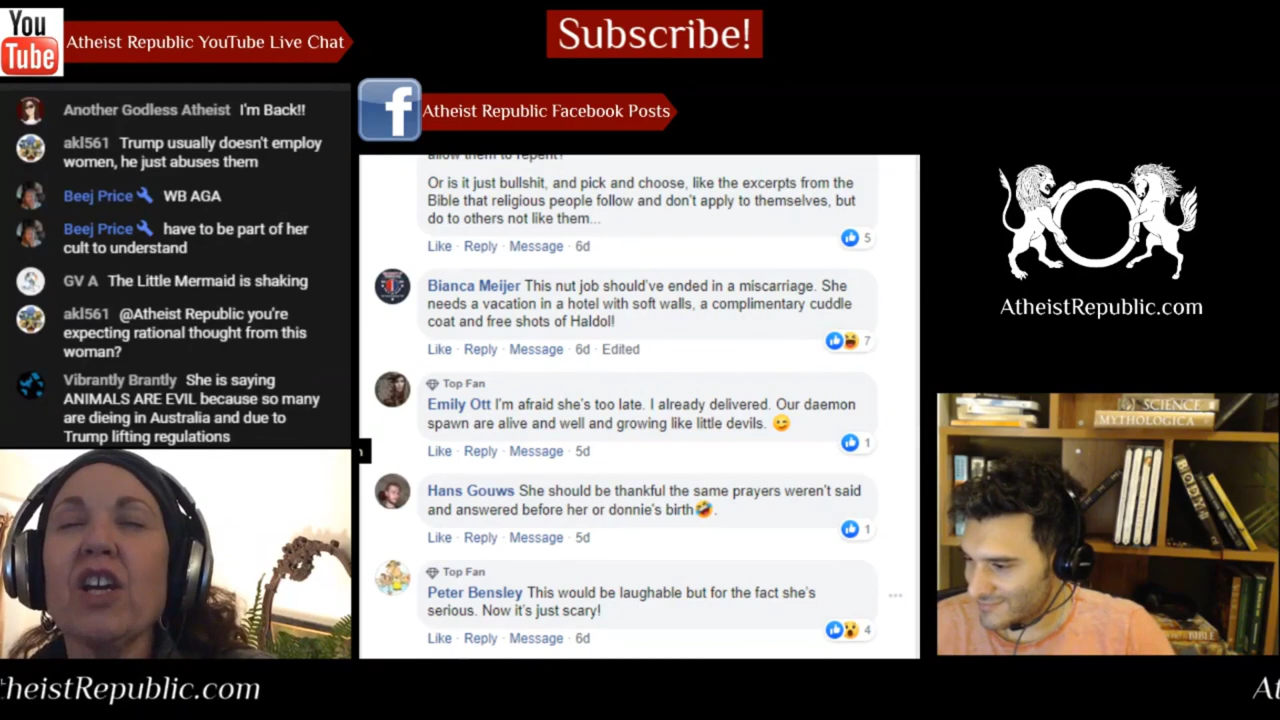 You
Tube
Atheist Republic YouTube Live Chat
Subscribe!
Another Godless Atheist I'm Back!!
akl561 Trump usually doesn't employ
women, he just abuses them
Beej Price WB AGA
Beej Price have to be part of her
cult to understand
GV A The Little Mermaid is shaking
akl561 @Atheist Republic you're
expecting rational thought from this
woman?
Vibrantly Brantly She is saying
ANIMALS ARE EVIL because so many
are dieing in Australia and due to
Trump lifting regulations
f
Atheist Republic Facebook Posts
allow them to repent?
Or is it just bullshit, and pick and choose, like the excerpts from the
Bible that religious people follow and don't apply to themselves, but
do to others not like them...
Like · Reply · Message · 6d
5
Bianca Meijer This nut job should've ended in a miscarriage. She
needs a vacation in a hotel with soft walls, a complimentary cuddle
coat and free shots of Haldol!
Like · Reply · Message · 6d · Edited
7
Top Fan
Emily Ott I'm afraid she's too late. I already delivered. Our daemon
spawn are alive and well and growing like little devils. 😉
Like · Reply · Message · 5d
1
Hans Gouws She should be thankful the same prayers weren't said
and answered before her or donnie's birth🤣.
Like · Reply · Message · 5d
1
Top Fan
Peter Bensley This would be laughable but for the fact she's
serious. Now it's just scary!
Like · Reply · Message · 6d
4
AtheistRepublic.com
SCIENCE
MYTHOLOGICA
BODY
BIBLE
theistRepublic.com
At